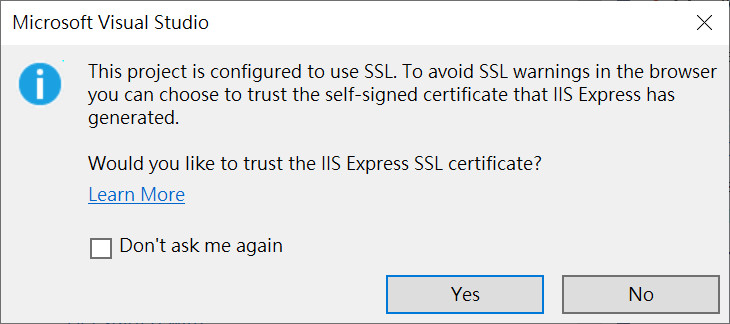 Microsoft Visual Studio
This project is configured to use SSL. To avoid SSL warnings in the browser
you can choose to trust the self-signed certificate that IIS Express has
generated.
Would you like to trust the IIS Express SSL certificate?
Learn More
Don't ask me again
Yes
No